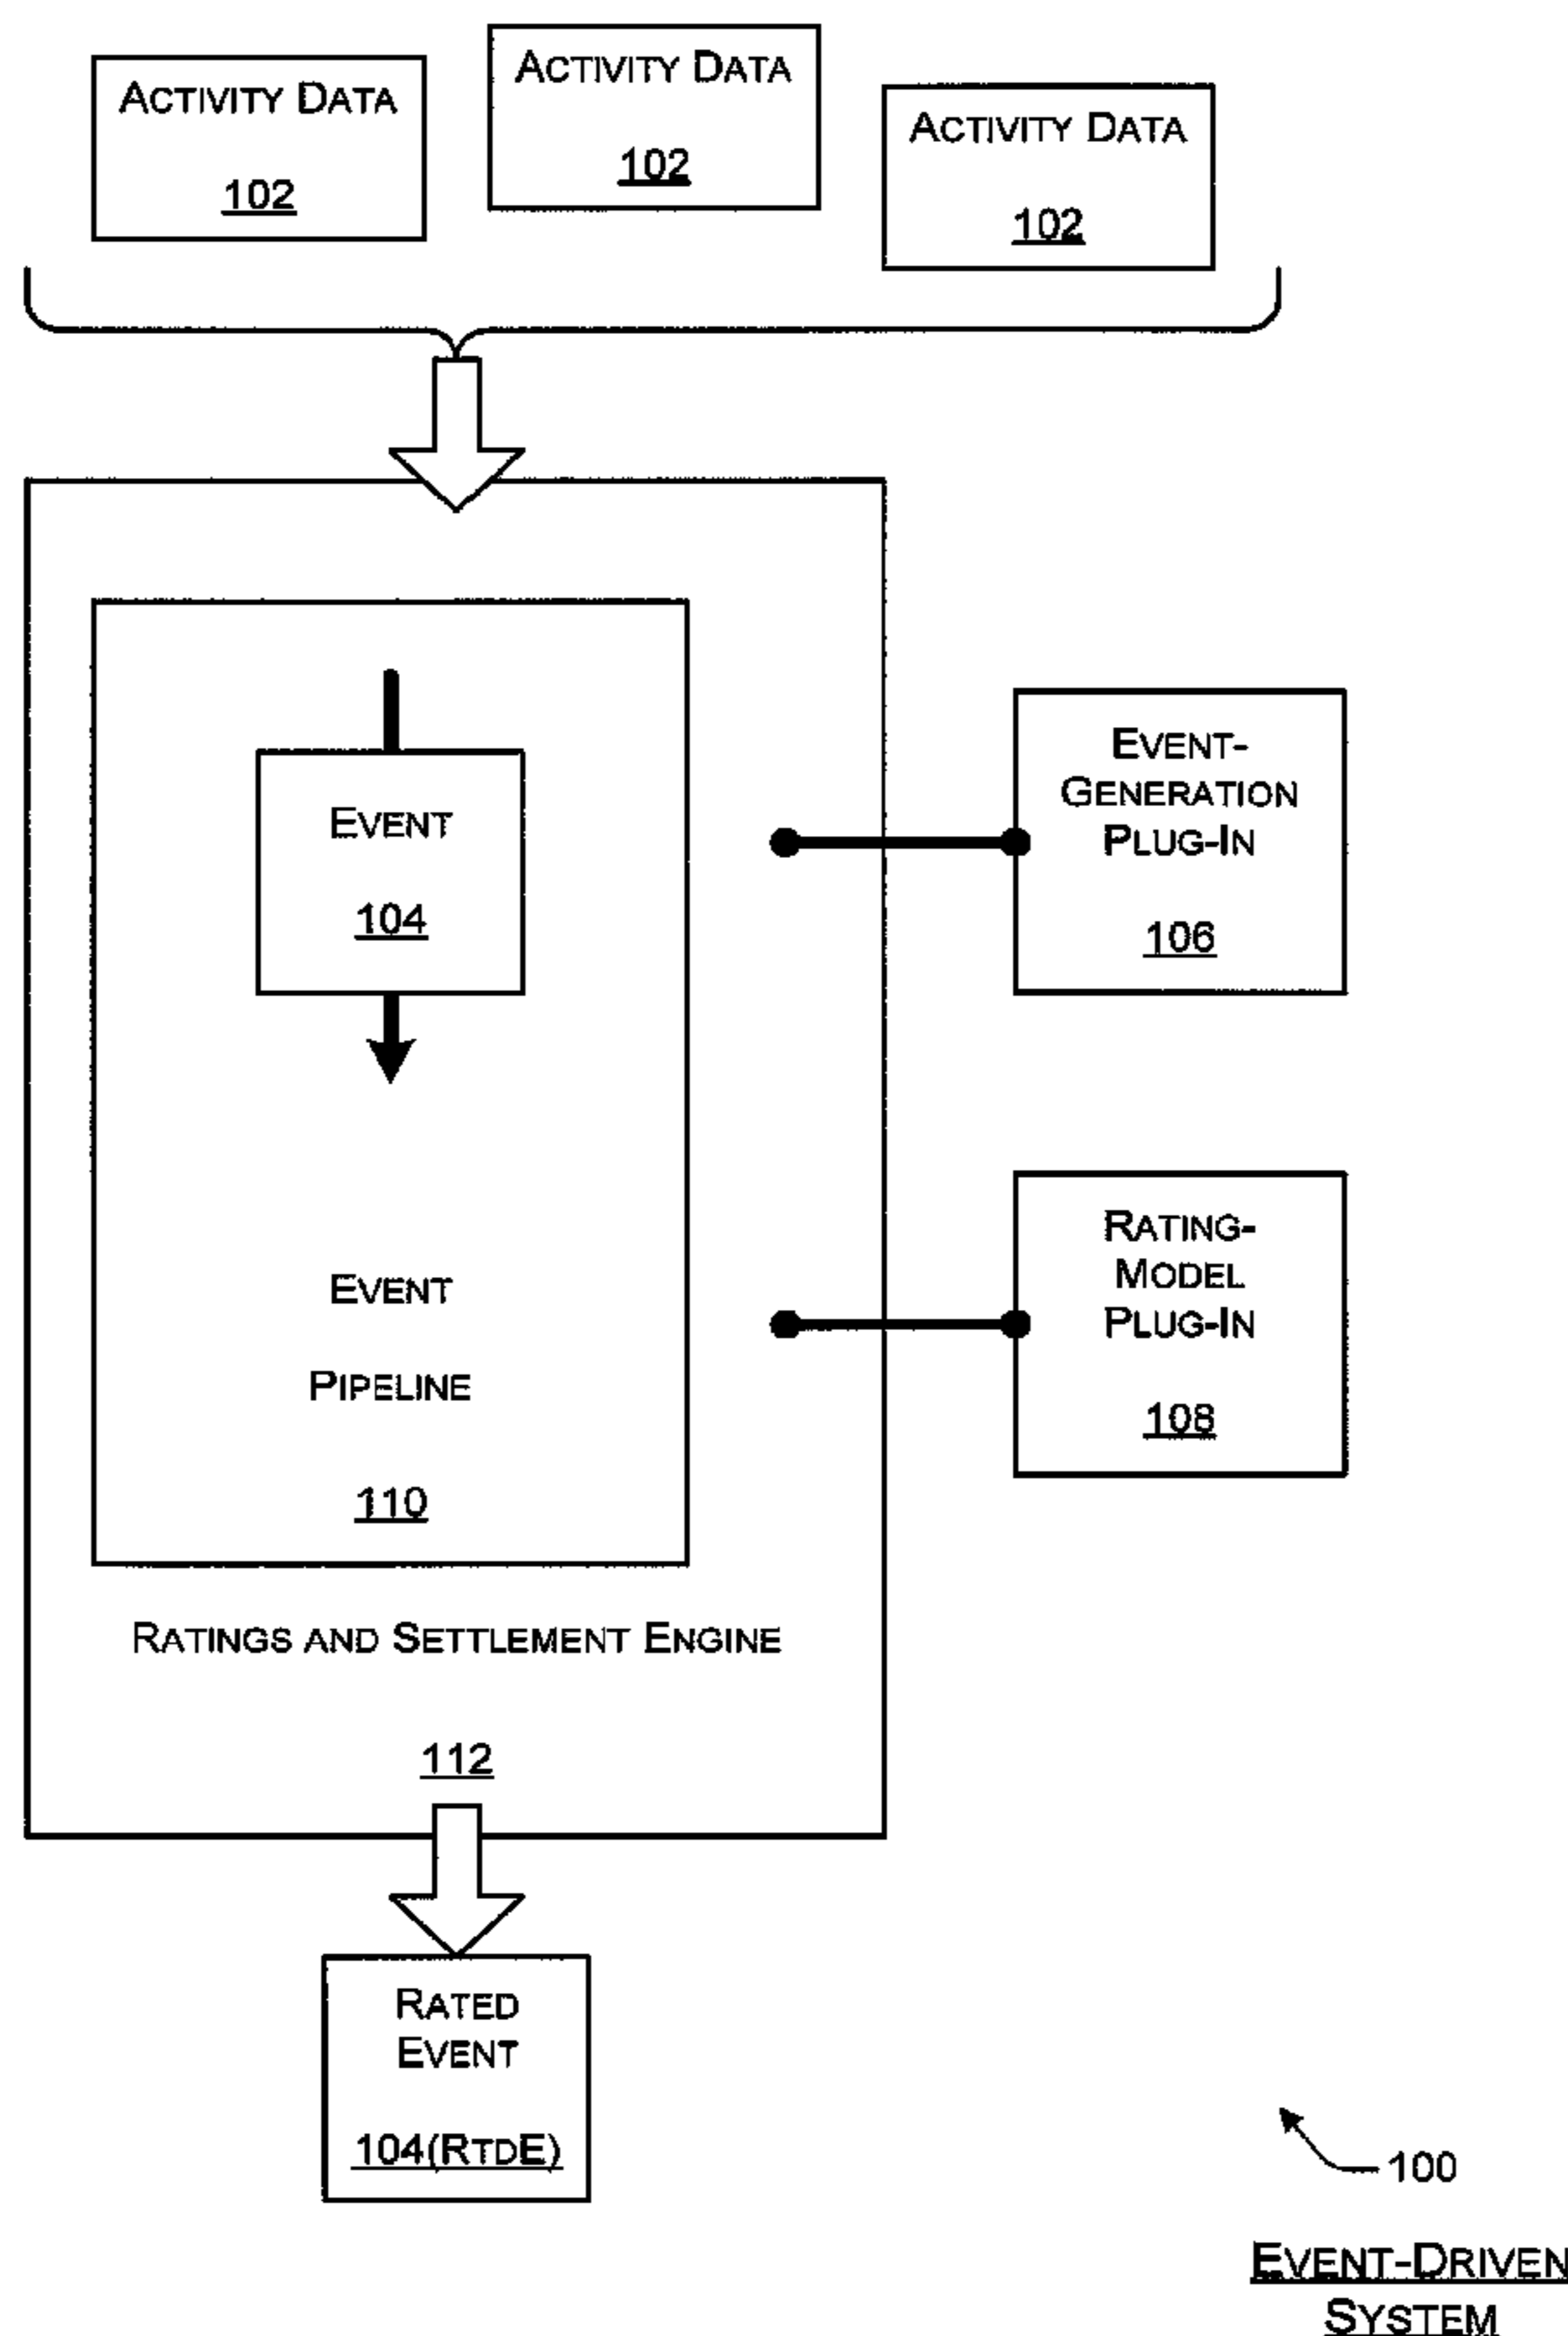 ACTIVITY DATA
102
ACTIVITY DATA
102
ACTIVITY DATA
102
EVENT
104
EVENT
PIPELINE
110
RATINGS AND SETTLEMENT ENGINE
112
EVENT-
GENERATION
PLUG-IN
106
RATING-
MODEL
PLUG-IN
108
RATED
EVENT
104(RTDE)
100
EVENT-DRIVEN
SYSTEM